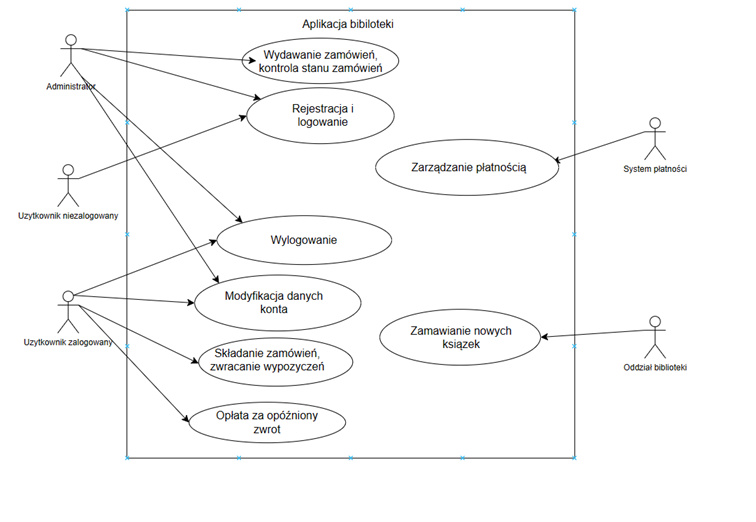 Aplikacja bibiloteki
Wydawanie zamówień,
kontrola stanu zamówień
Administrator
Rejestracja i
logowanie
Zarządzanie płatnością
System płatności
Uzytkownik niezalogowany
Wylogowanie
Modyfikacja danych
konta
Uzytkownik zalogowany
Zamawianie nowych
ksiązek
Składanie zamówień,
zwracanie wypozyczeń
Oddział biblioteki
Opłata za opóźniony
zwrot